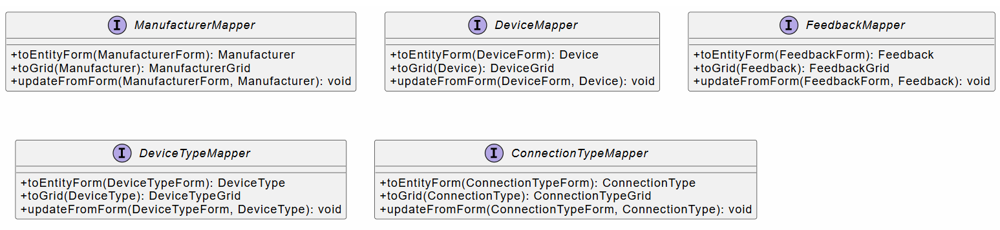 I ManufacturerMapper
+toEntityForm(ManufacturerForm): Manufacturer
+toGrid(Manufacturer): ManufacturerGrid
+updateFromForm(ManufacturerForm, Manufacturer): void
I DeviceMapper
+toEntityForm(DeviceForm): Device
+toGrid(Device): DeviceGrid
+updateFromForm(DeviceForm, Device): void
I FeedbackMapper
+toEntityForm(FeedbackForm): Feedback
+toGrid(Feedback): FeedbackGrid
+updateFromForm(FeedbackForm, Feedback): void
I DeviceTypeMapper
+toEntityForm(DeviceTypeForm): DeviceType
+toGrid(DeviceType): DeviceTypeGrid
+updateFromForm(DeviceTypeForm, DeviceType): void
I ConnectionTypeMapper
+toEntityForm(ConnectionTypeForm): ConnectionType
+toGrid(ConnectionType): ConnectionTypeGrid
+updateFromForm(ConnectionTypeForm, ConnectionType): void